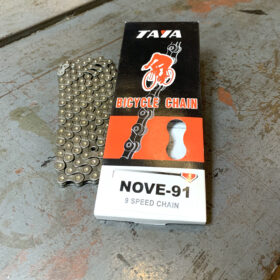 TAYA
BICYCLE CHAIN
NOVE-91
9 SPEED CHAIN